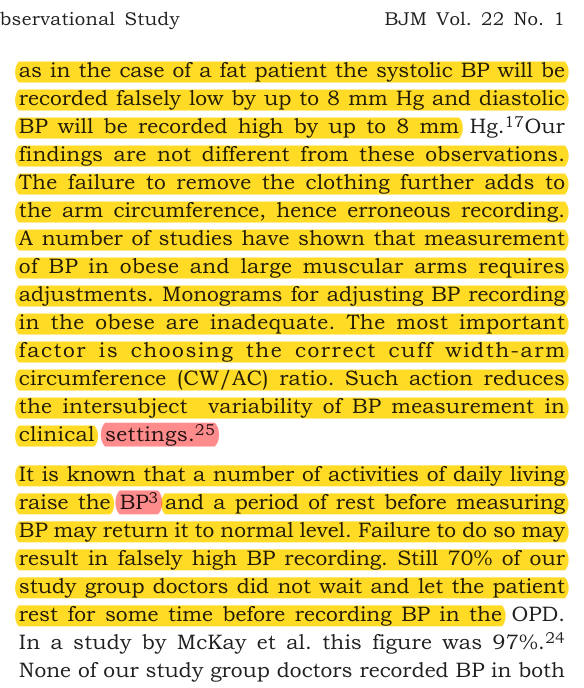 bservational Study BJM Vol. 22 No. 1
as in the case of a fat patient the systolic BP will be
recorded falsely low by up to 8 mm Hg and diastolic
BP will be recorded high by up to 8 mm Hg.17Our
findings are not different from these observations.
The failure to remove the clothing further adds to
the arm circumference, hence erroneous recording.
A number of studies have shown that measurement
of BP in obese and large muscular arms requires
adjustments. Monograms for adjusting BP recording
in the obese are inadequate. The most important
factor is choosing the correct cuff width-arm
circumference (CW/AC) ratio. Such action reduces
the intersubject variability of BP measurement in
clinical settings.25
It is known that a number of activities of daily living
raise the BP3 and a period of rest before measuring
BP may return it to normal level. Failure to do so may
result in falsely high BP recording. Still 70% of our
study group doctors did not wait and let the patient
rest for some time before recording BP in the OPD.
In a study by McKay et al. this figure was 97%.24
None of our study group doctors recorded BP in both